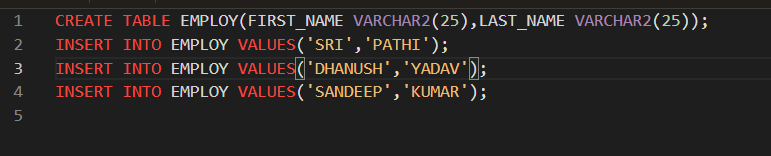 1 CREATE TABLE EMPLOY(FIRST_NAME VARCHAR2(25),LAST_NAME VARCHAR2(25));
2 INSERT INTO EMPLOY VALUES('SRI','PATHI');
3 INSERT INTO EMPLOY VALUES('DHANUSH','YADAV');
4 INSERT INTO EMPLOY VALUES('SANDEEP','KUMAR');
5